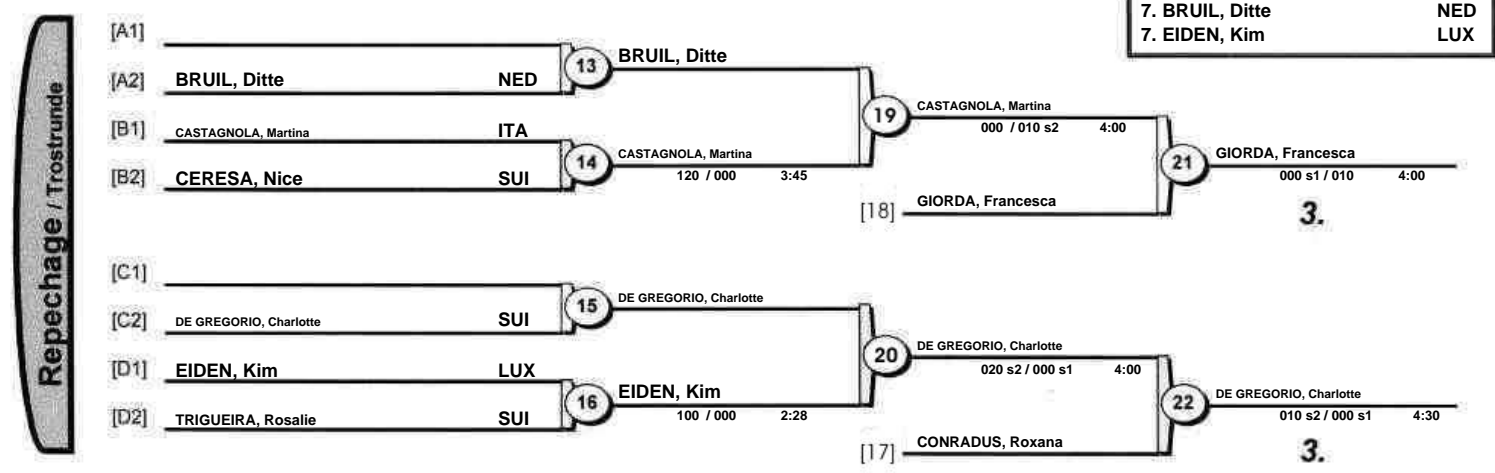 7. BRUIL, Ditte NED
7. EIDEN, Kim LUX
Repechage / Trostrunde
[A1]
13 BRUIL, Ditte
[A2] BRUIL, Ditte NED
19 CASTAGNOLA, Martina
000 / 010 s2 4:00
[B1] CASTAGNOLA, Martina ITA
14 CASTAGNOLA, Martina
120 / 000 3:45
21 GIORDA, Francesca
000 s1 / 010 4:00
[B2] CERESA, Nice SUI
[18] GIORDA, Francesca
3.
[C1]
15 DE GREGORIO, Charlotte
[C2] DE GREGORIO, Charlotte SUI
20 DE GREGORIO, Charlotte
020 s2 / 000 s1 4:00
[D1] EIDEN, Kim LUX
16 EIDEN, Kim
100 / 000 2:28
22 DE GREGORIO, Charlotte
010 s2 / 000 s1 4:30
[D2] TRIGUEIRA, Rosalie SUI
[17] CONRADUS, Roxana
3.